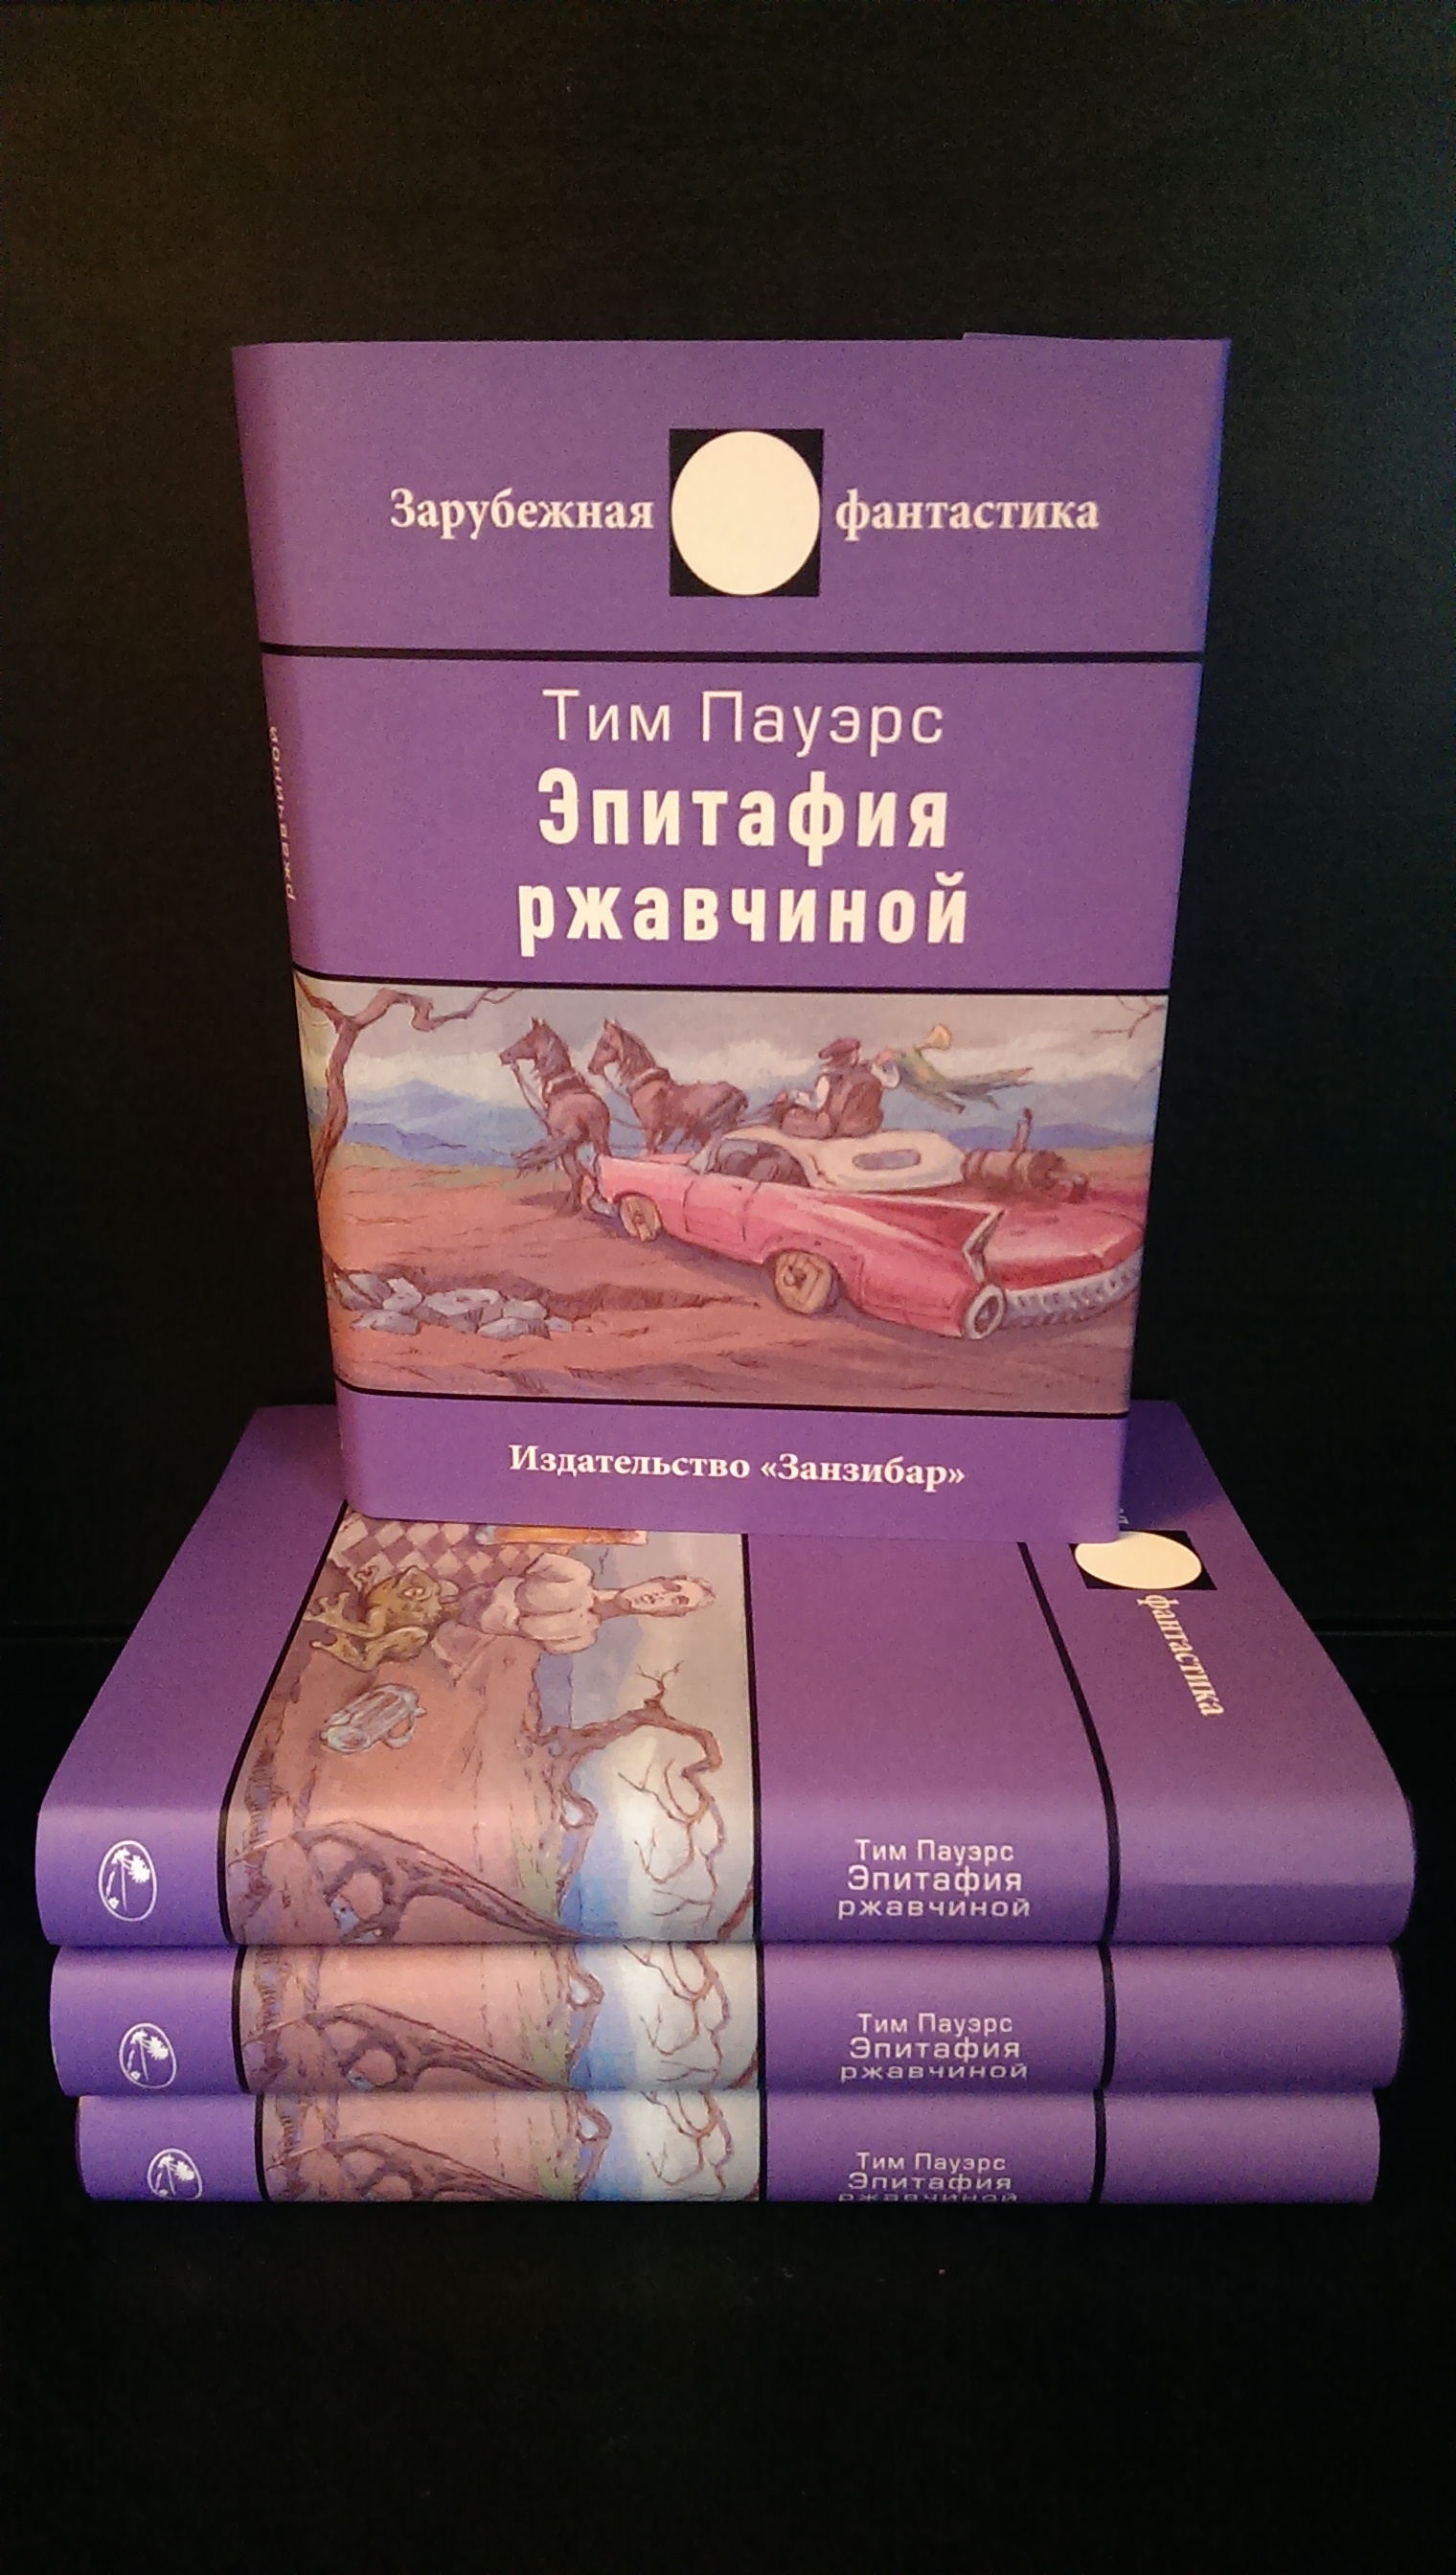 Зарубежная фантастика
Тим Пауэрс
Эпитафия
ржавчиной
Издательство «Занзибар»
ржавчиной
фантастика
Тим Пауэрс
Эпитафия
ржавчиной
Тим Пауэрс
Эпитафия
ржавчиной
Тим Пауэрс
Эпитафия
ржавчиной